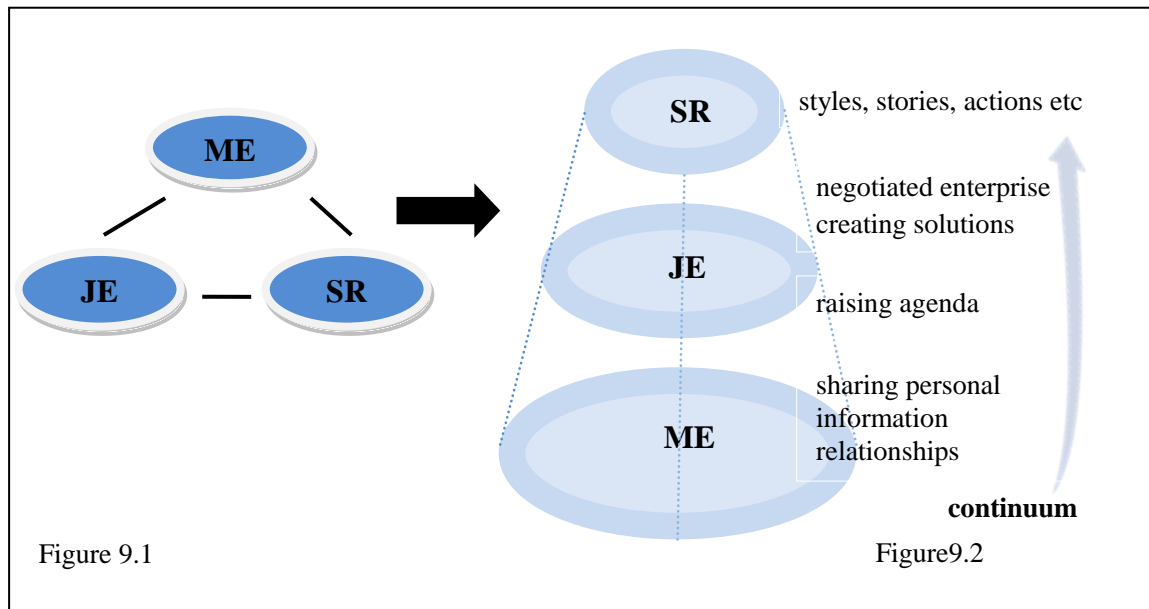 ME
JE
SR
Figure 9.1
SR
styles, stories, actions etc
negotiated enterprise
creating solutions
JE
raising agenda
sharing personal
information
relationships
ME
continuum
Figure9.2